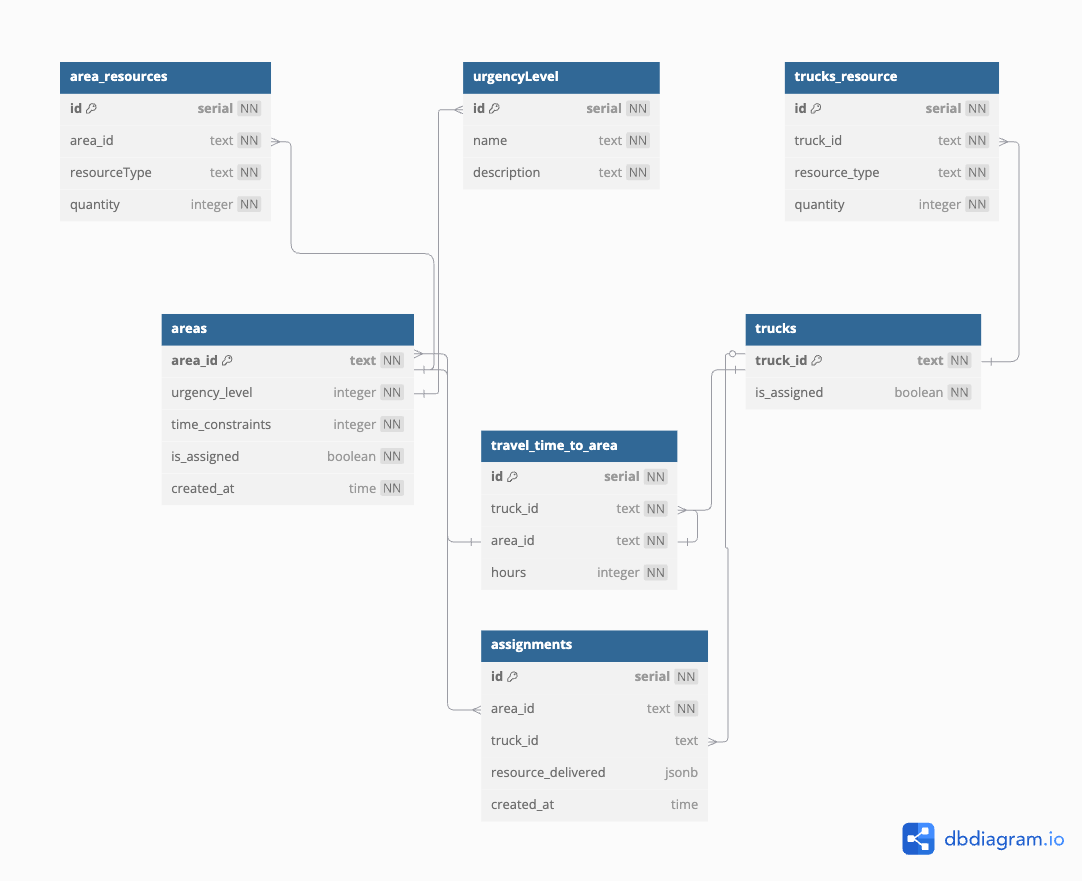 area_resources
id serial NN
area_id text NN
resourceType text NN
quantity integer NN
urgencyLevel
id serial NN
name text NN
description text NN
trucks_resource
id serial NN
truck_id text NN
resource_type text NN
quantity integer NN
areas
area_id text NN
urgency_level integer NN
time_constraints integer NN
is_assigned boolean NN
created_at time NN
trucks
truck_id text NN
is_assigned boolean NN
travel_time_to_area
id serial NN
truck_id text NN
area_id text NN
hours integer NN
assignments
id serial NN
area_id text NN
truck_id text
resource_delivered jsonb
created_at time
dbdiagram.io